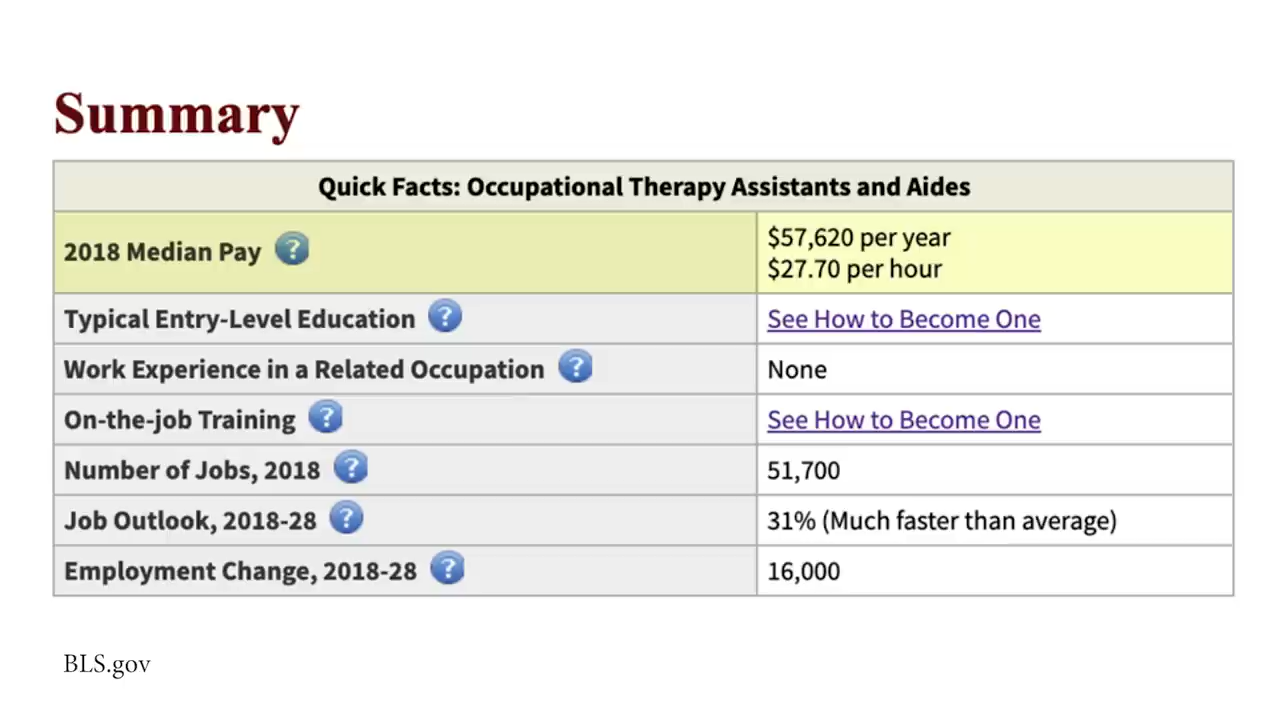 Summary
Quick Facts: Occupational Therapy Assistants and Aides
2018 Median Pay ?
$57,620 per year
$27.70 per hour
Typical Entry-Level Education ? See How to Become One
Work Experience in a Related Occupation ? None
On-the-job Training ? See How to Become One
Number of Jobs, 2018 ? 51,700
Job Outlook, 2018-28 ? 31% (Much faster than average)
Employment Change, 2018-28 ? 16,000
BLS.gov